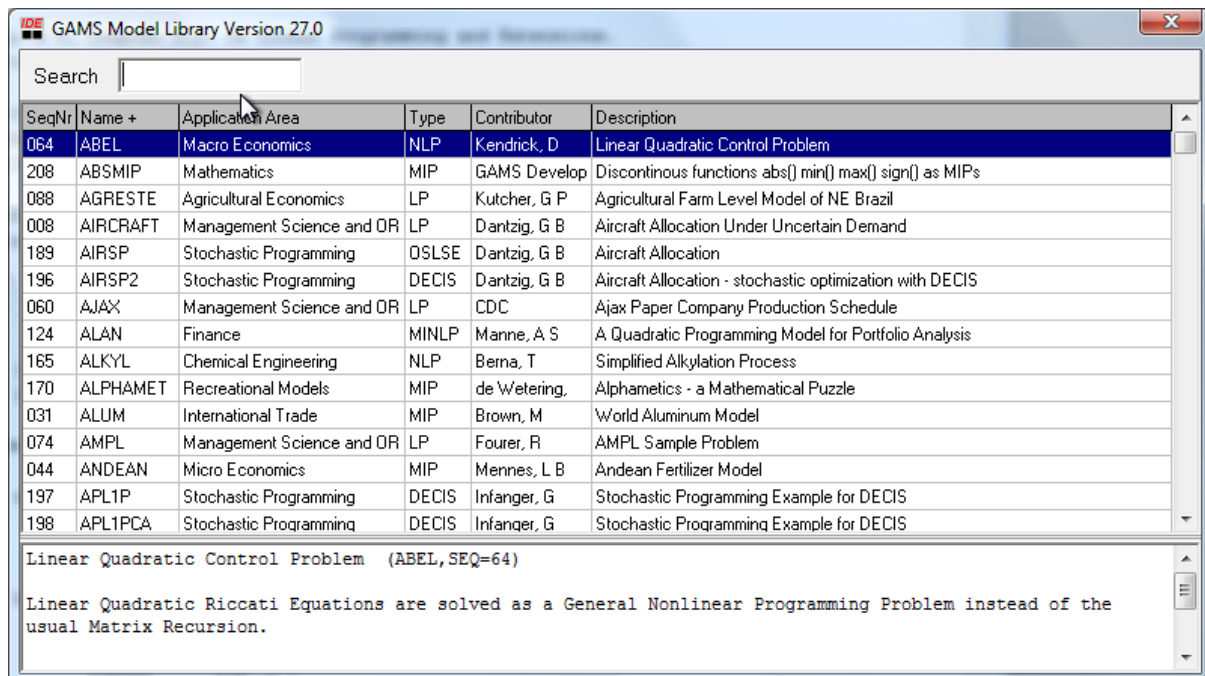 IDE GAMS Model Library Version 27.0
Search
SeqNr Name + Application Area Type Contributor Description
064 ABEL Macro Economics NLP Kendrick, D Linear Quadratic Control Problem
208 ABSMIP Mathematics MIP GAMS Develop Discontinous functions abs() min() max() sign() as MIPs
088 AGRESTE Agricultural Economics LP Kutcher, G P Agricultural Farm Level Model of NE Brazil
008 AIRCRAFT Management Science and OR LP Dantzig, G B Aircraft Allocation Under Uncertain Demand
189 AIRSP Stochastic Programming OSLSE Dantzig, G B Aircraft Allocation
196 AIRSP2 Stochastic Programming DECIS Dantzig, G B Aircraft Allocation - stochastic optimization with DECIS
060 AJAX Management Science and OR LP CDC Ajax Paper Company Production Schedule
124 ALAN Finance MINLP Manne, A S A Quadratic Programming Model for Portfolio Analysis
165 ALKYL Chemical Engineering NLP Berna, T Simplified Alkylation Process
170 ALPHAMET Recreational Models MIP de Wetering, Alphametics - a Mathematical Puzzle
031 ALUM International Trade MIP Brown, M World Aluminum Model
074 AMPL Management Science and OR LP Fourer, R AMPL Sample Problem
044 ANDEAN Micro Economics MIP Mennes, L B Andean Fertilizer Model
197 APL1P Stochastic Programming DECIS Infanger, G Stochastic Programming Example for DECIS
198 APL1PCA Stochastic Programming DECIS Infanger, G Stochastic Programming Example for DECIS
Linear Quadratic Control Problem (ABEL,SEQ=64)
Linear Quadratic Riccati Equations are solved as a General Nonlinear Programming Problem instead of the
usual Matrix Recursion.